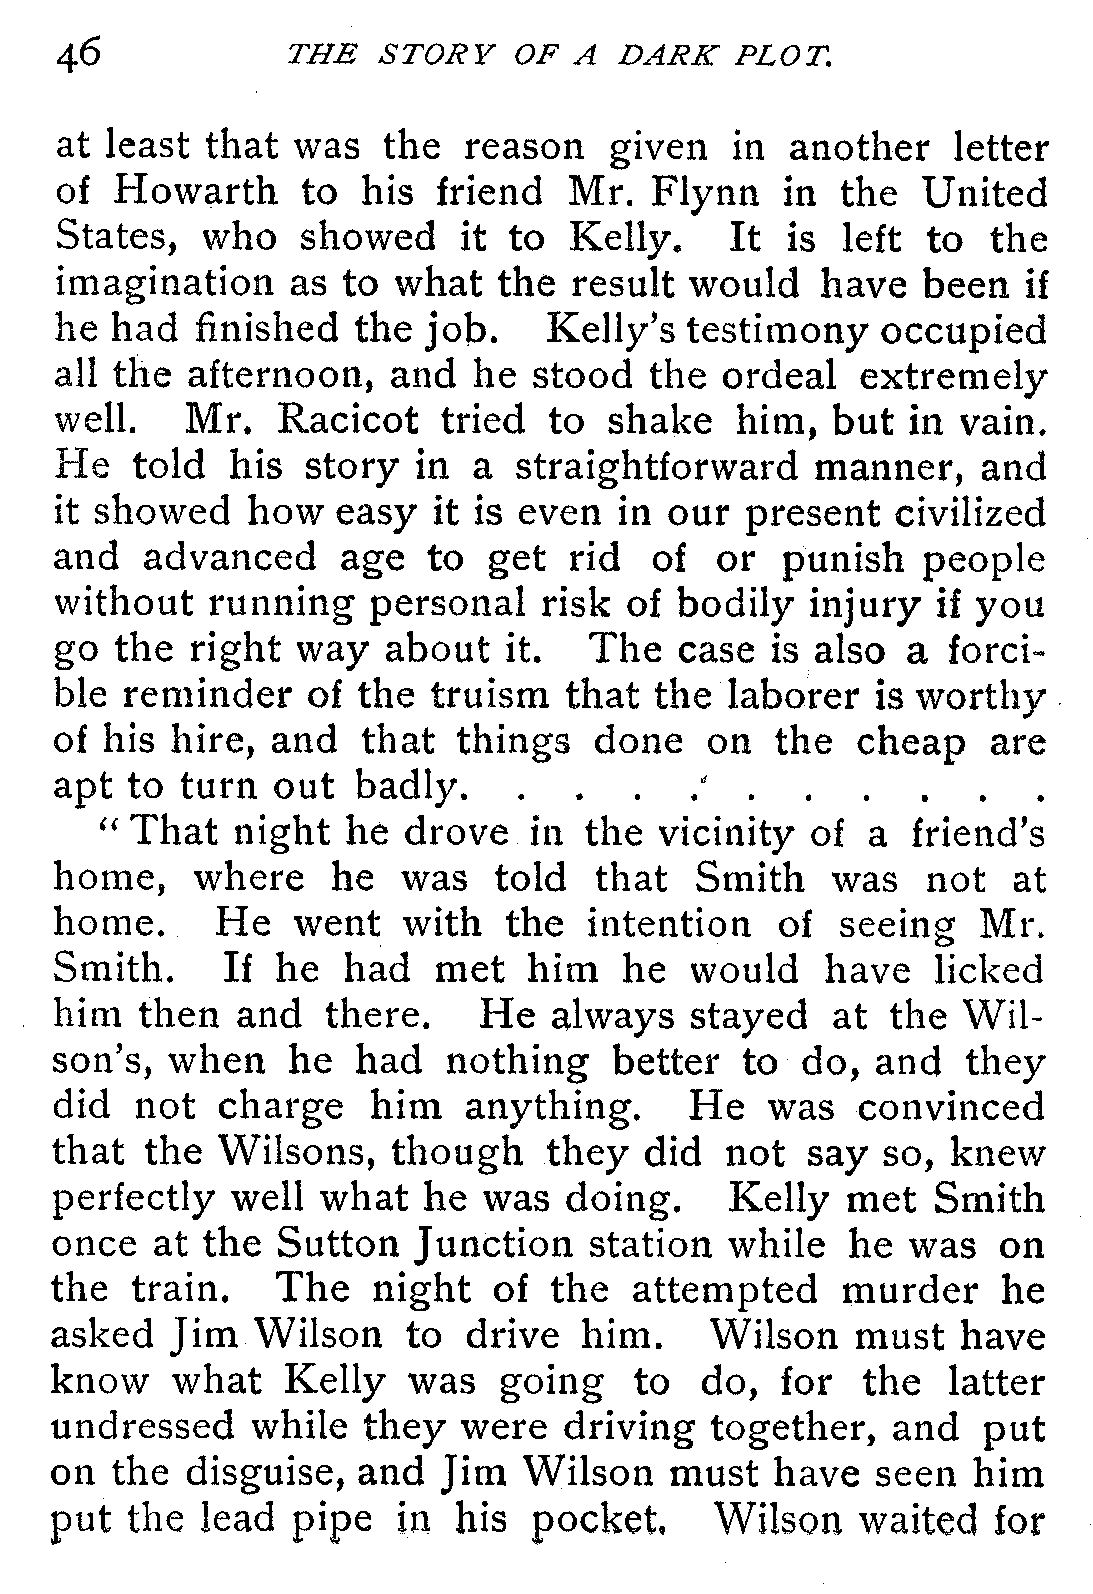 46 THE STORY OF A DARK PLOT.
at least that was the reason given in another letter
of Howarth to his friend Mr. Flynn in the United
States, who showed it to Kelly. It is left to the
imagination as to what the result would have been if
he had finished the job. Kelly's testimony occupied
all the afternoon, and he stood the ordeal extremely
well. Mr. Racicot tried to shake him, but in vain.
He told his story in a straightforward manner, and
it showed how easy it is even in our present civilized
and advanced age to get rid of or punish people
without running personal risk of bodily injury if you
go the right way about it. The case is also a forci-
ble reminder of the truism that the laborer is worthy
of his hire, and that things done on the cheap are
apt to turn out badly. . . . . . . . . . .
“ That night he drove in the vicinity of a friend's
home, where he was told that Smith was not at
home. He went with the intention of seeing Mr.
Smith. If he had met him he would have licked
him then and there. He always stayed at the Wil-
son's, when he had nothing better to do, and they
did not charge him anything. He was convinced
that the Wilsons, though they did not say so, knew
perfectly well what he was doing. Kelly met Smith
once at the Sutton Junction station while he was on
the train. The night of the attempted murder he
asked Jim Wilson to drive him. Wilson must have
know what Kelly was going to do, for the latter
undressed while they were driving together, and put
on the disguise, and Jim Wilson must have seen him
put the lead pipe in his pocket. Wilson waited for